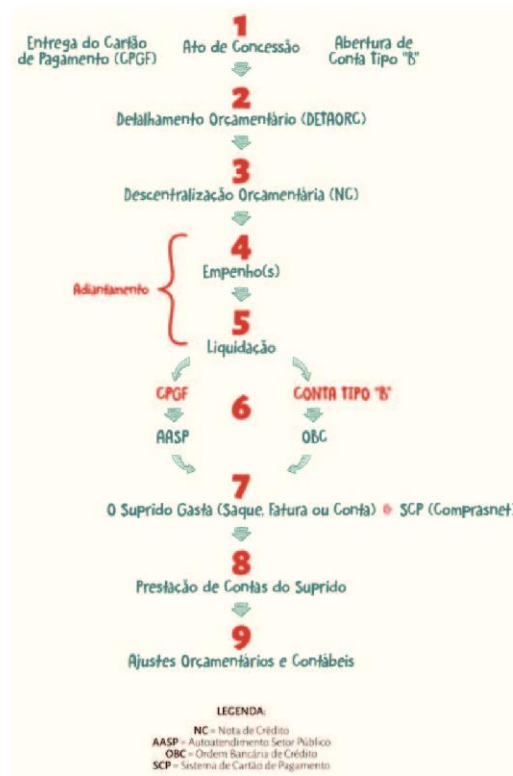 1
Entrega do Cartão
de Pagamento (CPGF)
Ato de Concessão
Abertura de
Conta Tipo "B"
2
Detalhamento Orçamentário (DETAORC)
3
Descentralização Orçamentária (NC)
4
Empenho(s)
Adiantamento
5
Liquidação
CPGF
6
CONTA TIPO "B"
AASP
OBC
7
O Suprido Gasta (Saque, Fatura ou Conta) e SCP (Comprasnet)
8
Prestação de Contas do Suprido
9
Ajustes Orçamentários e Contábeis
LEGENDA:
NC = Nota de Crédito
AASP = Autoatendimento Setor Público
OBC = Ordem Bancária de Crédito
SCP = Sistema de Cartão de Pagamento